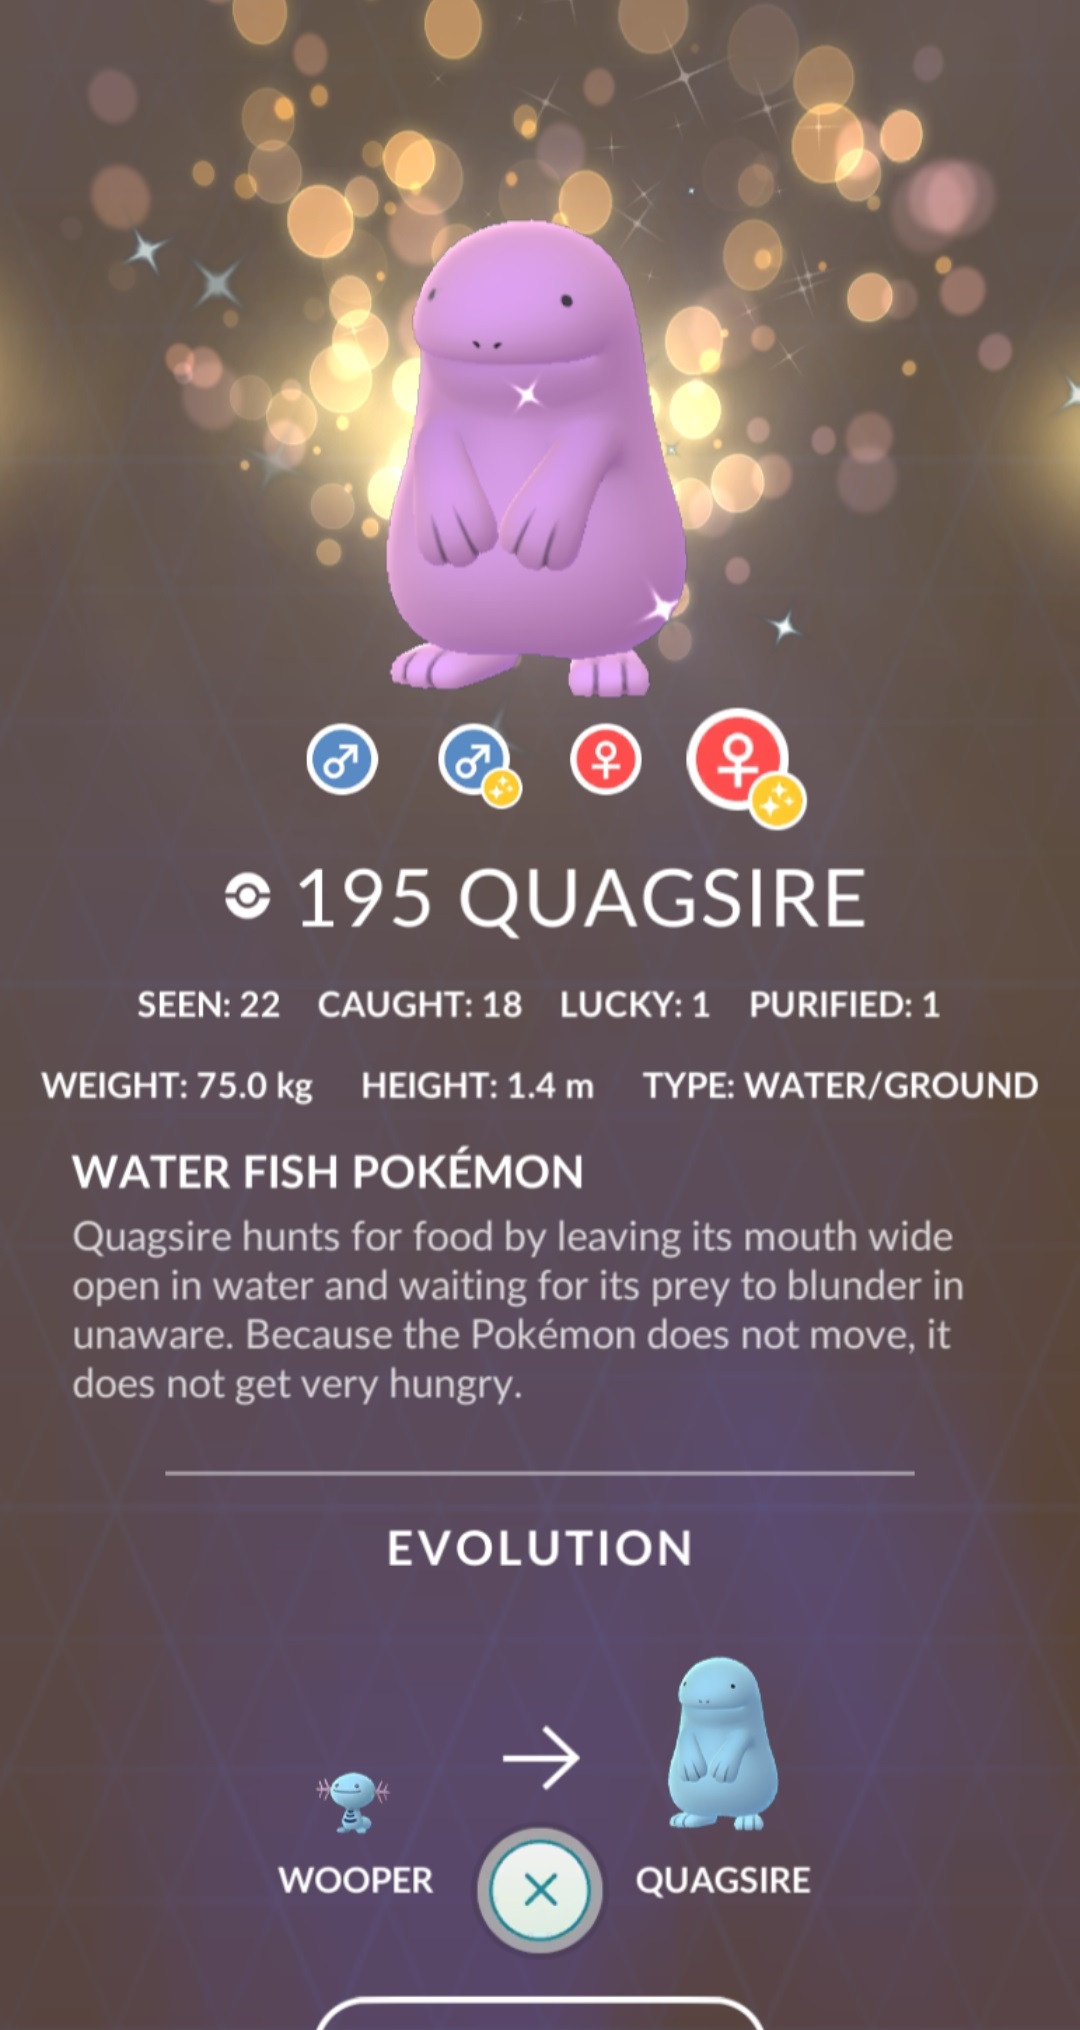 195 QUAGSIRE
SEEN: 22 CAUGHT: 18 LUCKY: 1 PURIFIED: 1
WEIGHT: 75.0 kg HEIGHT: 1.4 m TYPE: WATER/GROUND
WATER FISH POKÉMON
Quagsire hunts for food by leaving its mouth wide
open in water and waiting for its prey to blunder in
unaware. Because the Pokémon does not move, it
does not get very hungry.
EVOLUTION
WOOPER QUAGSIRE